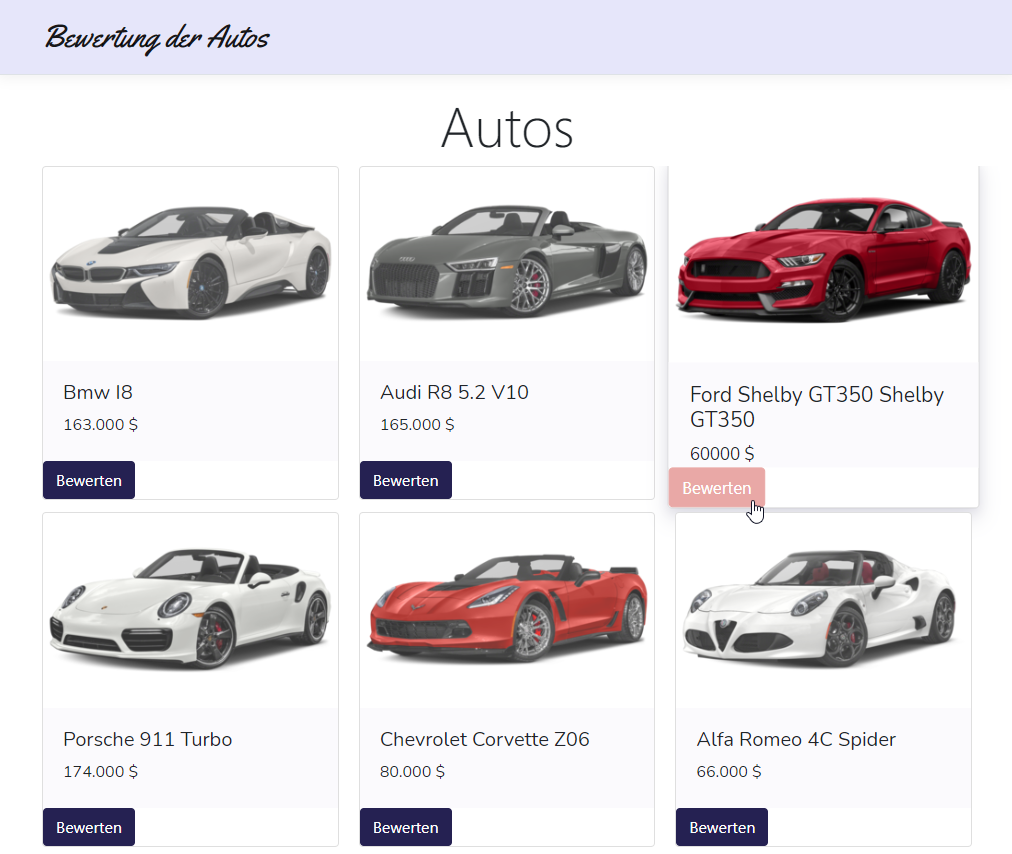 Bewertung der Autos
Autos
Bmw I8
163.000 $
Bewerten
Audi R8 5.2 V10
165.000 $
Bewerten
Ford Shelby GT350 Shelby
GT350
60000 $
Bewerten
Porsche 911 Turbo
174.000 $
Bewerten
Chevrolet Corvette Z06
80.000 $
Bewerten
Alfa Romeo 4C Spider
66.000 $
Bewerten